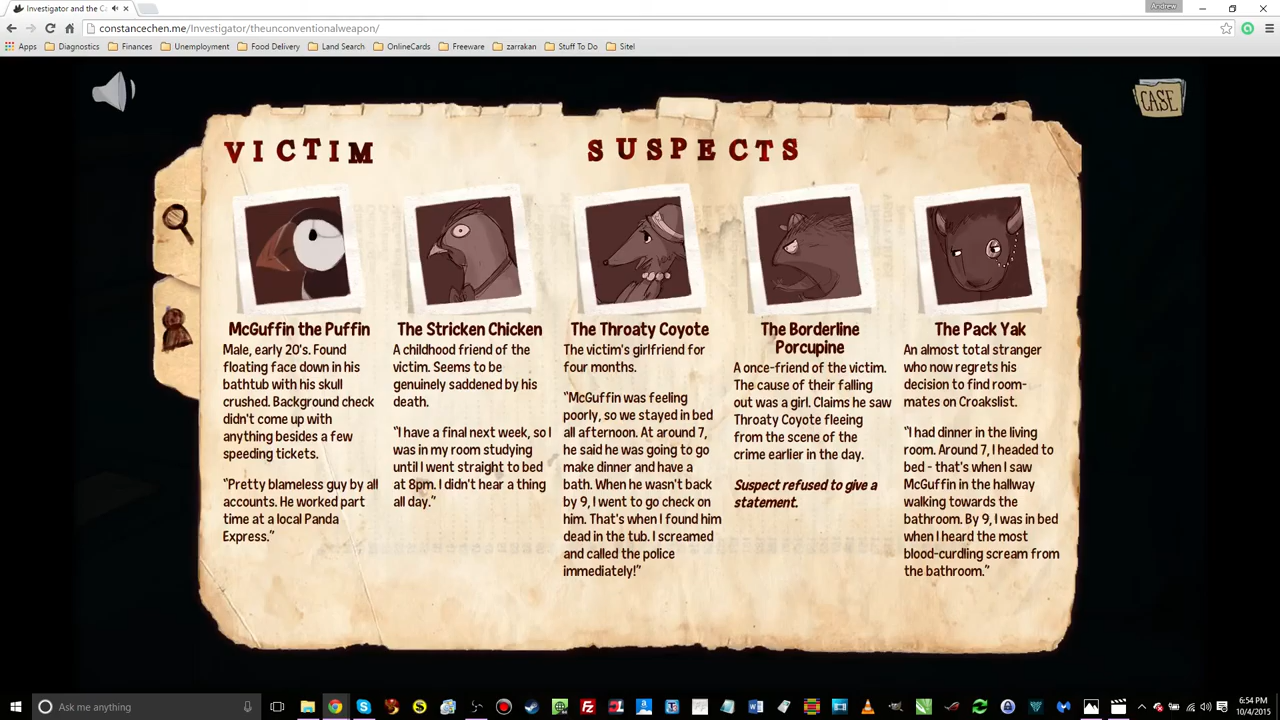 Investigator and the Ca
Andrew
constancechen.me/Investigator/theunconventionalweapon/
Apps Diagnostics Finances Unemployment Food Delivery Land Search OnlineCards Freeware zarrakan Stuff To Do Sitel
CASE
VICTIM
SUSPECTS
McGuffin the Puffin
Male, early 20's. Found
floating face down in his
bathtub with his skull
crushed. Background check
didn't come up with
anything besides a few
speeding tickets.
"Pretty blameless guy by all
accounts. He worked part
time at a local Panda
Express."
The Stricken Chicken
A childhood friend of the
victim. Seems to be
genuinely saddened by his
death.
"I have a final next week, so I
was in my room studying
until I went straight to bed
at 8pm. I didn't hear a thing
all day."
The Throaty Coyote
The victim's girlfriend for
four months.
"McGuffin was feeling
poorly, so we stayed in bed
all afternoon. At around 7,
he said he was going to go
make dinner and have a
bath. When he wasn't back
by 9, I went to go check on
him. That's when I found him
dead in the tub. I screamed
and called the police
immediately!"
The Borderline
Porcupine
A once-friend of the victim.
The cause of their falling
out was a girl. Claims he saw
Throaty Coyote fleeing
from the scene of the
crime earlier in the day.
Suspect refused to give a
statement.
The Pack Yak
An almost total stranger
who now regrets his
decision to find room-
mates on Croakslist.
"I had dinner in the living
room. Around 7, I headed to
bed - that's when I saw
McGuffin in the hallway
walking towards the
bathroom. By 9, I was in bed
when I heard the most
blood-curdling scream from
the bathroom."
Ask me anything
6:54 PM
10/4/2015